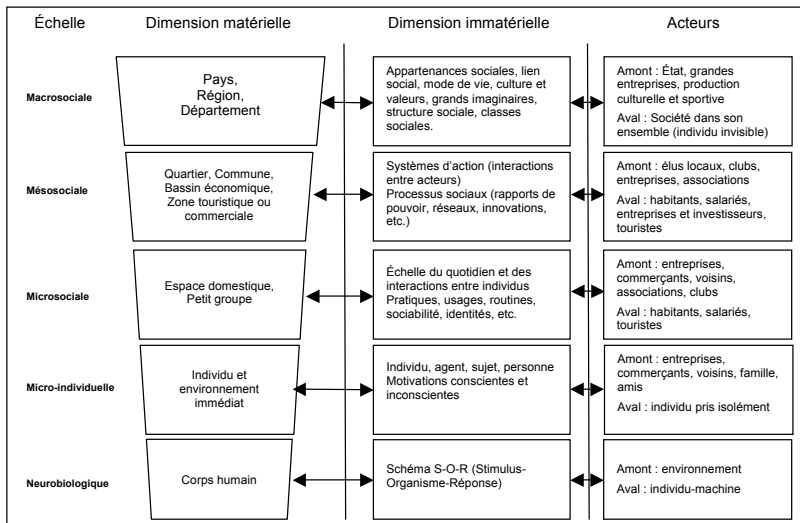 Échelle
Dimension matérielle
Dimension immatérielle
Acteurs
Macrosociale
Pays,
Région,
Département
Appartenances sociales, lien
social, mode de vie, culture et
valeurs, grands imaginaires,
structure sociale, classes
sociales.
Amont : État, grandes
entreprises, production
culturelle et sportive
Aval : Société dans son
ensemble (individu invisible)
Mésosociale
Quartier, Commune,
Bassin économique,
Zone touristique ou
commerciale
Systèmes d'action (interactions
entre acteurs)
Processus sociaux (rapports de
pouvoir, réseaux, innovations,
etc.)
Amont : élus locaux, clubs,
entreprises, associations
Aval : habitants, salariés,
entreprises et investisseurs,
touristes
Microsociale
Espace domestique,
Petit groupe
Échelle du quotidien et des
interactions entre individus
Pratiques, usages, routines,
sociabilité, identités, etc.
Amont : entreprises,
commerçants, voisins,
associations, clubs
Aval : habitants, salariés,
touristes
Micro-individuelle
Individu et
environnement
immédiat
Individu, agent, sujet, personne
Motivations conscientes et
inconscientes
Amont : entreprises,
commerçants, voisins, famille,
amis
Aval : individu pris isolément
Neurobiologique
Corps humain
Schéma S-O-R (Stimulus-
Organisme-Réponse)
Amont : environnement
Aval : individu-machine